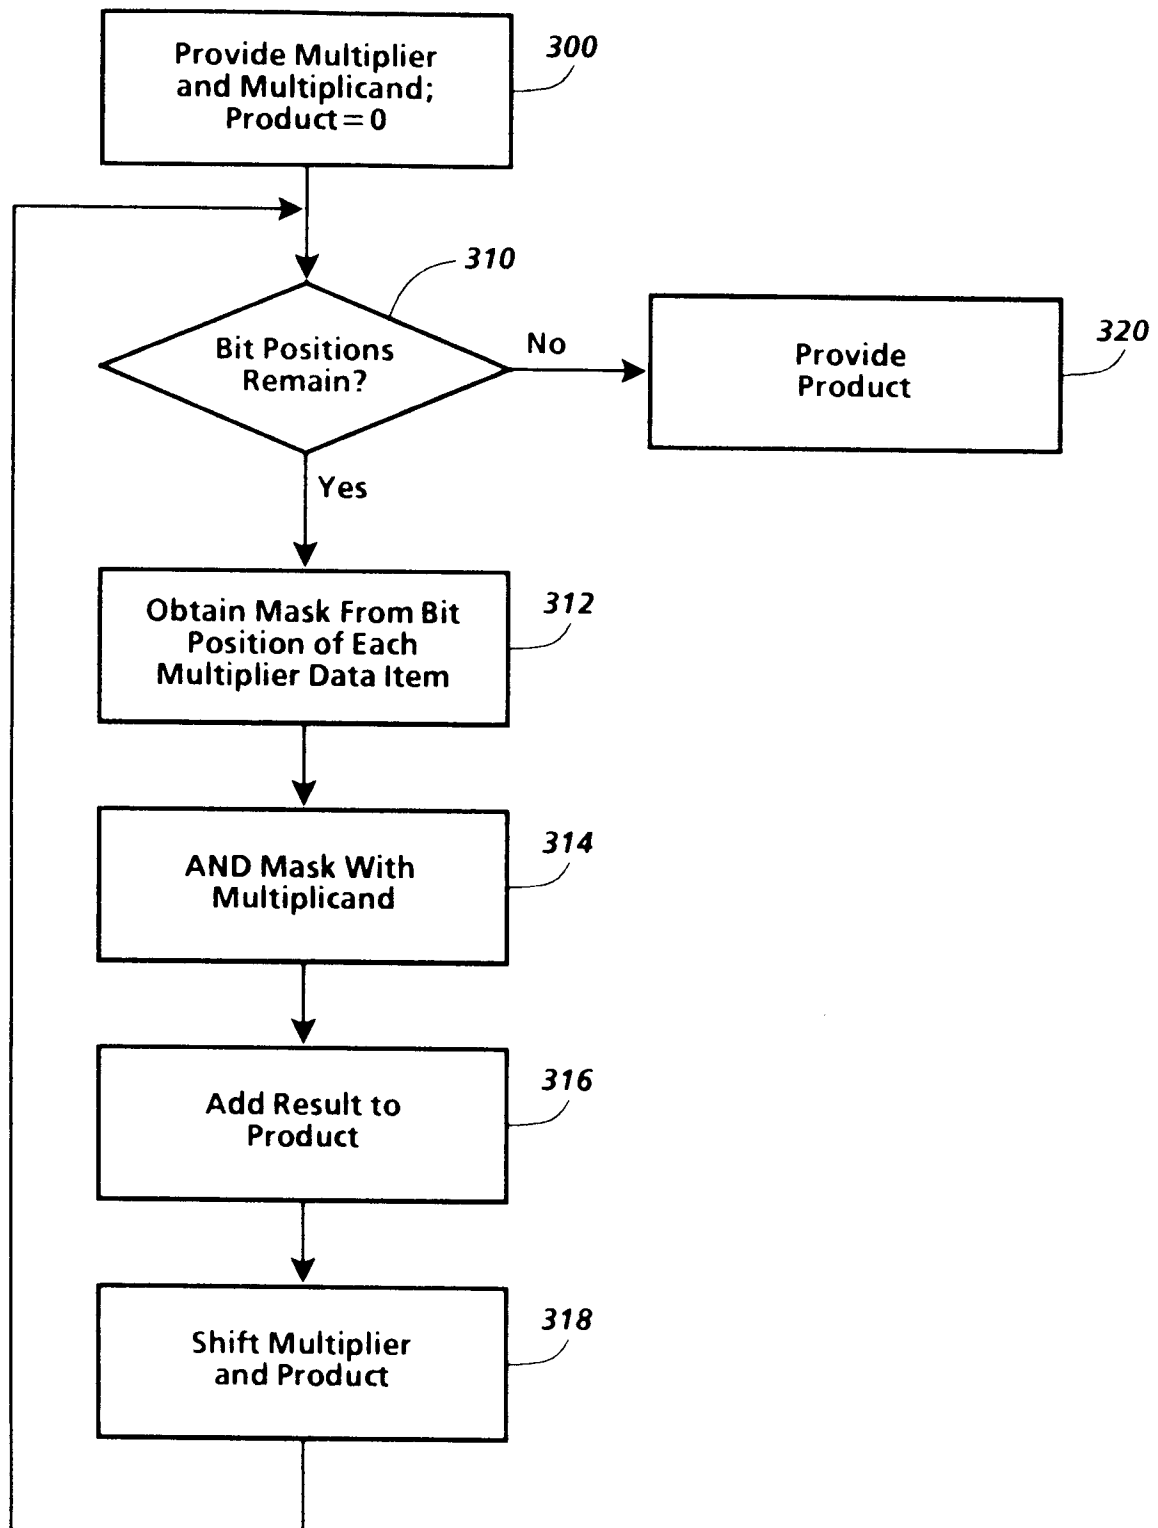 Provide Multiplier
and Multiplicand;
Product = 0
300
310
Bit Positions
Remain?
No
Provide
Product
320
Yes
Obtain Mask From Bit
Position of Each
Multiplier Data Item
312
AND Mask With
Multiplicand
314
Add Result to
Product
316
Shift Multiplier
and Product
318